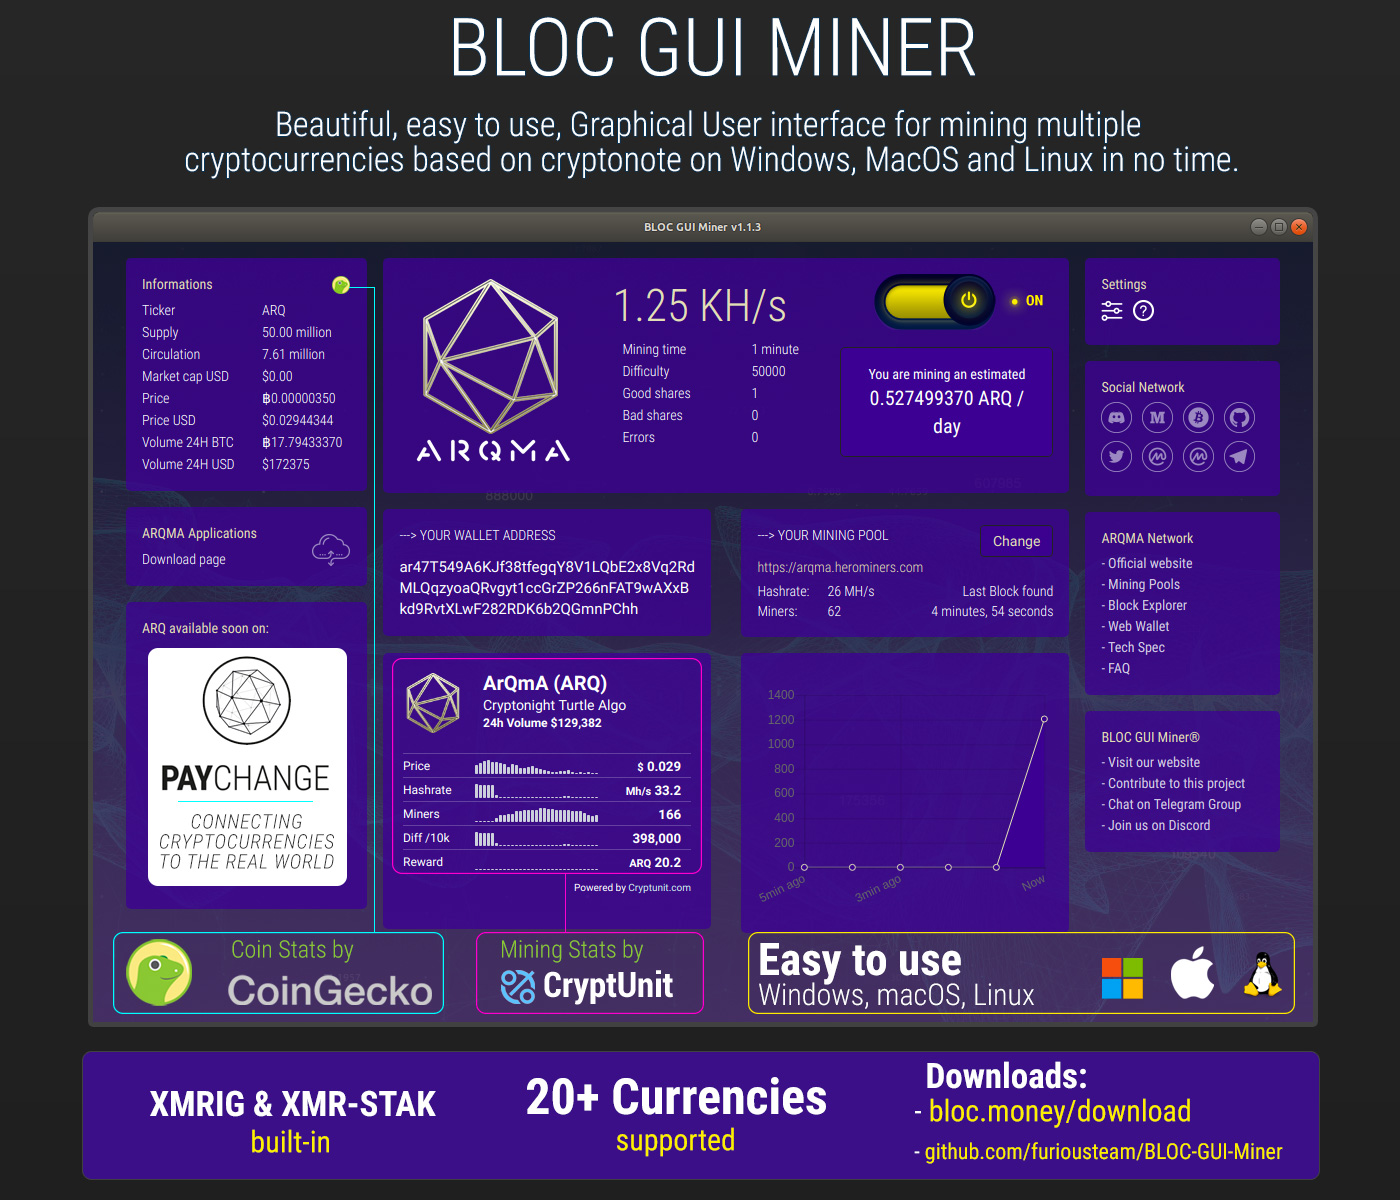 BLOC GUI MINER
Beautiful, easy to use, Graphical User interface for mining multiple
cryptocurrencies based on cryptonote on Windows, MacOS and Linux in no time.
BLOC GUI Miner v1.1.3
Informations
Ticker ARQ
Supply 50.00 million
Circulation 7.61 million
Market cap USD $0.00
Price ฿0.00000350
Price USD $0.02944344
Volume 24H BTC ฿17.79433370
Volume 24H USD $172375
ARQMA
1.25 KH/s
Mining time 1 minute
Difficulty 50000
Good shares 1
Bad shares 0
Errors 0
ON
You are mining an estimated
0.527499370 ARQ /
day
Settings
Social Network
ARQMA Applications
Download page
---> YOUR WALLET ADDRESS
ar47T549A6KJf38tfegqY8V1LQbE2x8Vq2Rd
MLQqzyoaQRvgyt1ccGrZP266nFAT9wAXxB
kd9RvtXLwF282RDK6b2QGmnPChh
---> YOUR MINING POOL
Change
https://arqma.herominers.com
Hashrate: 26 MH/s Last Block found
Miners: 62 4 minutes, 54 seconds
ARQMA Network
- Official website
- Mining Pools
- Block Explorer
- Web Wallet
- Tech Spec
- FAQ
ARQ available soon on:
PAYCHANGE
CONNECTING
CRYPTOCURRENCIES
TO THE REAL WORLD
ArQmA (ARQ)
Cryptonight Turtle Algo
24h Volume $129,382
Price $ 0.029
Hashrate Mh/s 33.2
Miners 166
Diff /10k 398,000
Reward ARQ 20.2
Powered by Cryptunit.com
1400
1200
1000
800
600
400
200
0
5min ago 3min ago Now
BLOC GUI Miner®
- Visit our website
- Contribute to this project
- Chat on Telegram Group
- Join us on Discord
Coin Stats by
CoinGecko
Mining Stats by
CryptUnit
Easy to use
Windows, macOS, Linux
XMRIG & XMR-STAK
built-in
20+ Currencies
supported
Downloads:
- bloc.money/download
- github.com/furiousteam/BLOC-GUI-Miner